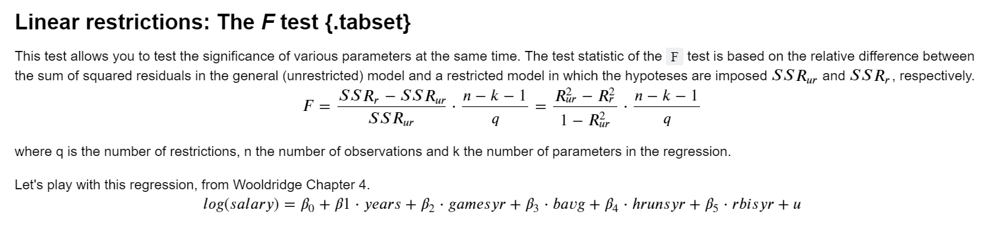 Linear restrictions: The F test {.tabset}
This test allows you to test the significance of various parameters at the same time. The test statistic of the F test is based on the relative difference between
the sum of squared residuals in the general (unrestricted) model and a restricted model in which the hypoteses are imposed $SSR_{ur}$ and $SSR_r$, respectively.
$F = \frac{SSR_r - SSR_{ur}}{SSR_{ur}} \cdot \frac{n - k - 1}{q} = \frac{R^2_{ur} - R^2_r}{1 - R^2_{ur}} \cdot \frac{n - k - 1}{q}$
where q is the number of restrictions, n the number of observations and k the number of parameters in the regression.
Let's play with this regression, from Wooldridge Chapter 4.
$log(salary) = \beta_0 + \beta1 \cdot years + \beta_2 \cdot gamesyr + \beta_3 \cdot bavg + \beta_4 \cdot hrunsyr + \beta_5 \cdot rbisyr + u$